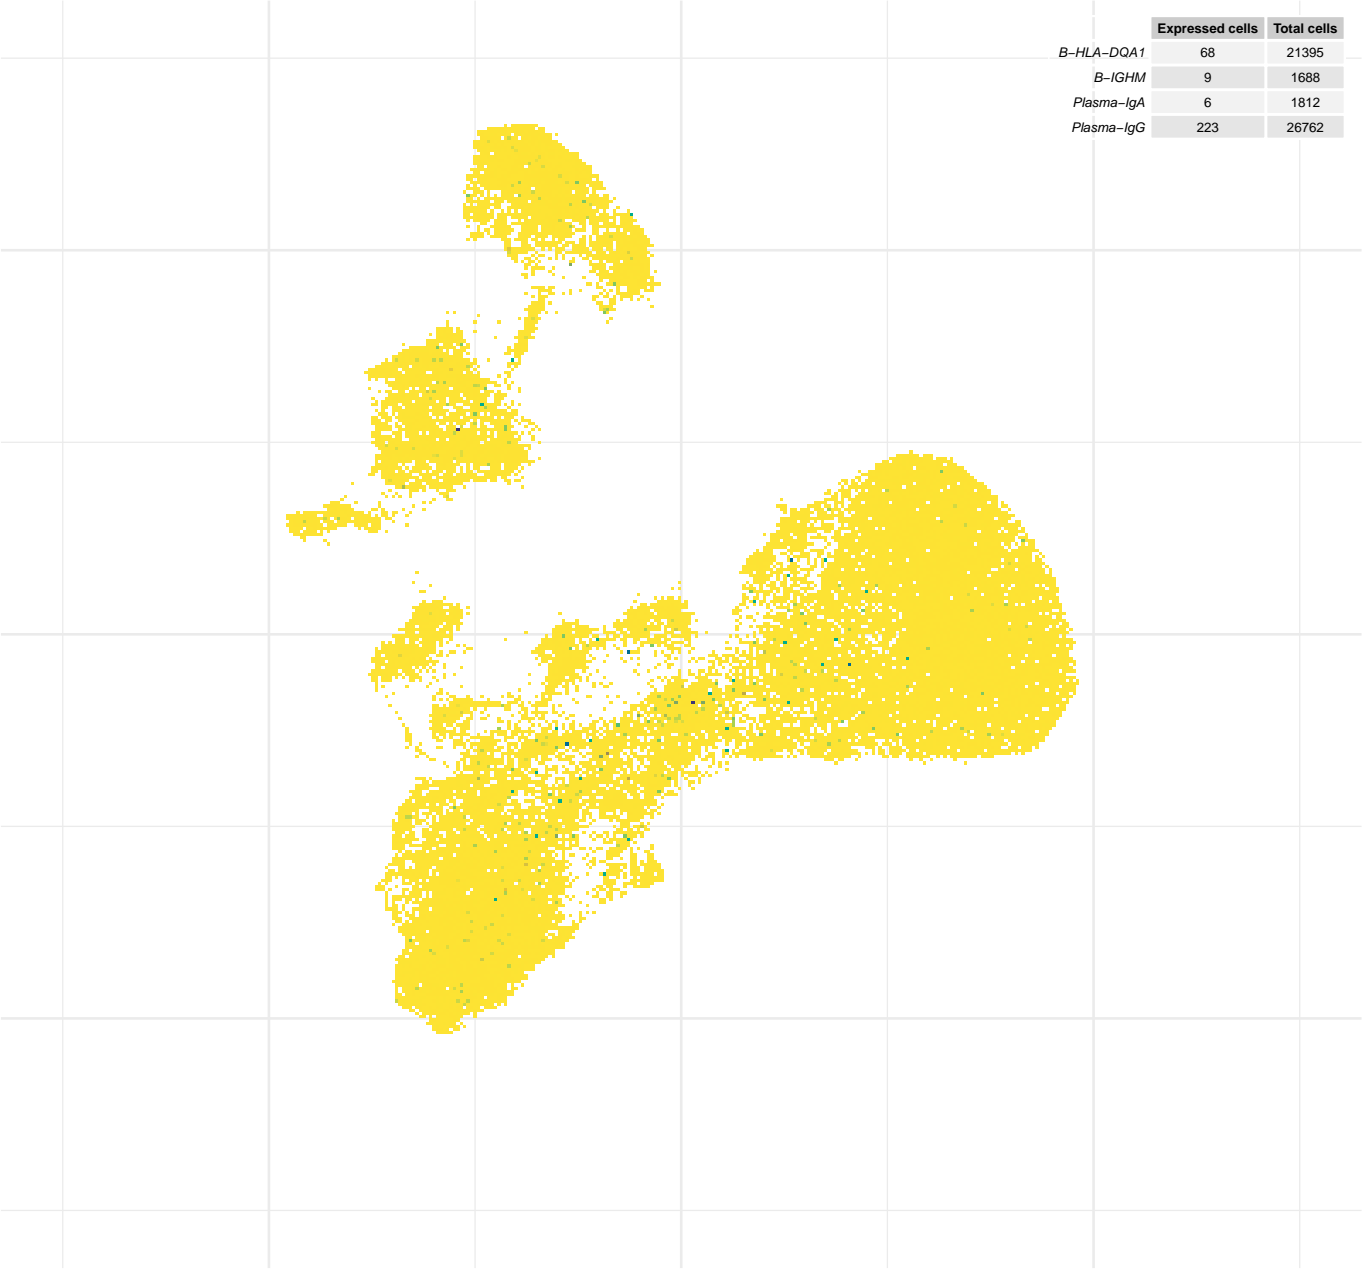 Expressed cells Total cells
B−HLA−DQA1 68 21395
B−IGHM 9 1688
Plasma−IgA 6 1812
Plasma−IgG 223 26762